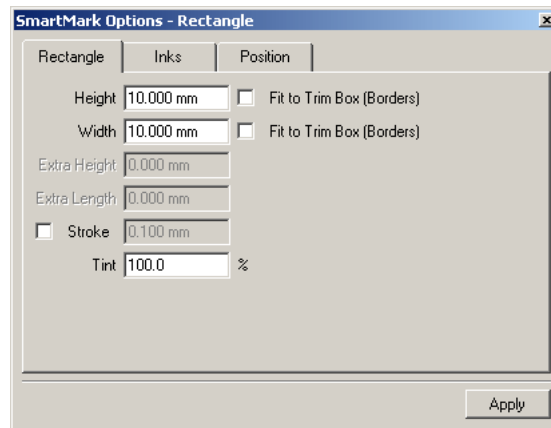 SmartMark Options - Rectangle
Rectangle Inks Position
Height 10.000 mm Fit to Trim Box (Borders)
Width 10.000 mm Fit to Trim Box (Borders)
Extra Height 0.000 mm
Extra Length 0.000 mm
Stroke 0.100 mm
Tint 100.0 %
Apply